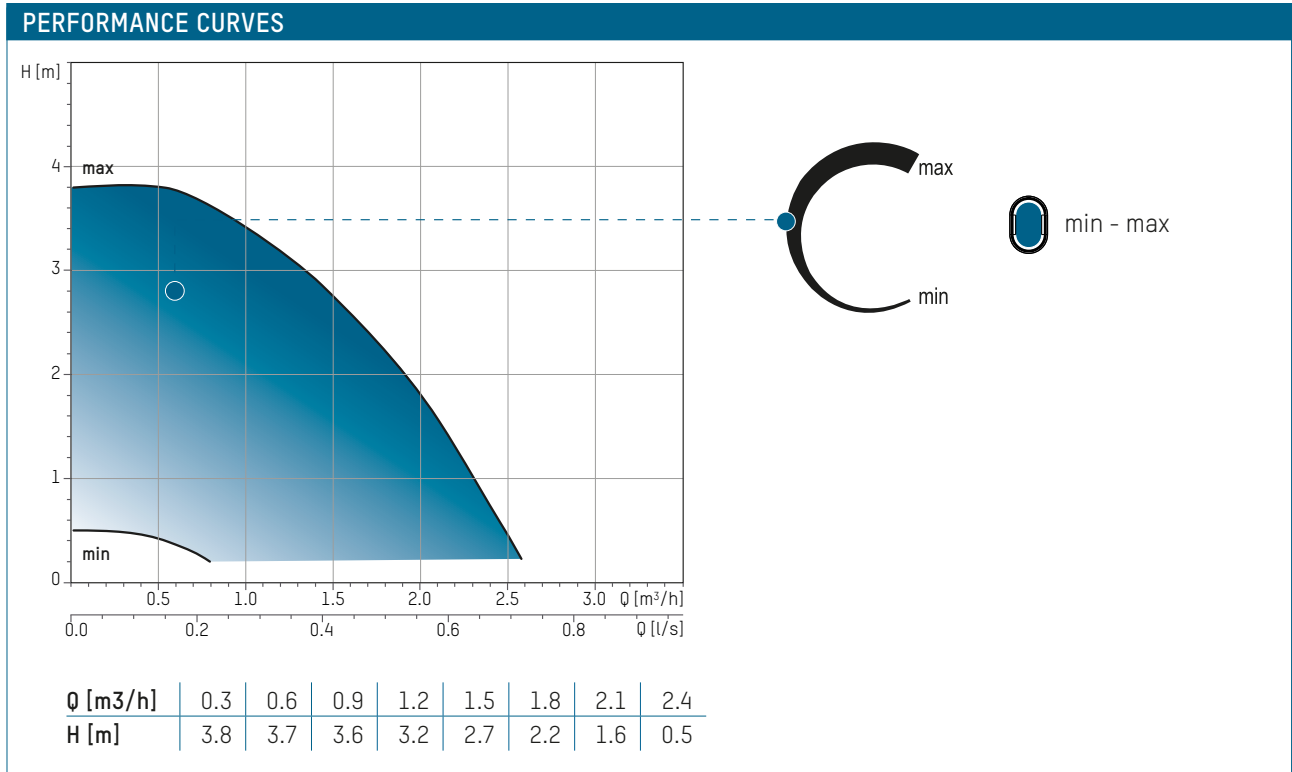 PERFORMANCE CURVES
H [m]
4
max
max
3
min - max
min
2
1
min
0
0.5 1.0 1.5 2.0 2.5 3.0 Q [m³/h]
0.0 0.2 0.4 0.6 0.8 Q [l/s]
Q [m3/h] 0.3 0.6 0.9 1.2 1.5 1.8 2.1 2.4
H [m] 3.8 3.7 3.6 3.2 2.7 2.2 1.6 0.5